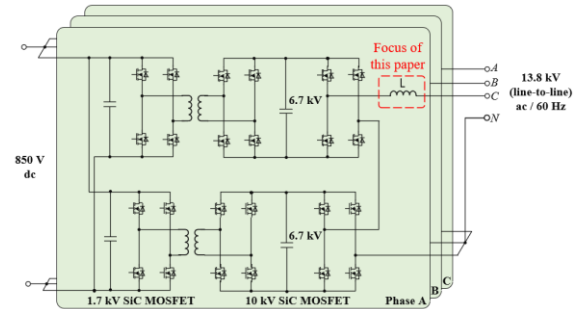 Focus of
this paper
L
A
B
C
N
13.8 kV
(line-to-line)
ac / 60 Hz
6.7 kV
850 V
dc
6.7 kV
1.7 kV SiC MOSFET
10 kV SiC MOSFET
Phase A
B
C